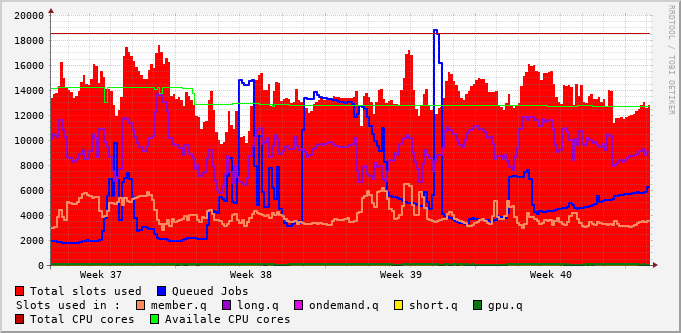 20000
18000
16000
14000
12000
10000
8000
6000
4000
2000
0
Week 37 Week 38 Week 39 Week 40
RRDTOOL / TOBI OETIKER
Total slots used Queued Jobs
Slots used in : member.q long.q ondemand.q short.q gpu.q
Total CPU cores Availale CPU cores